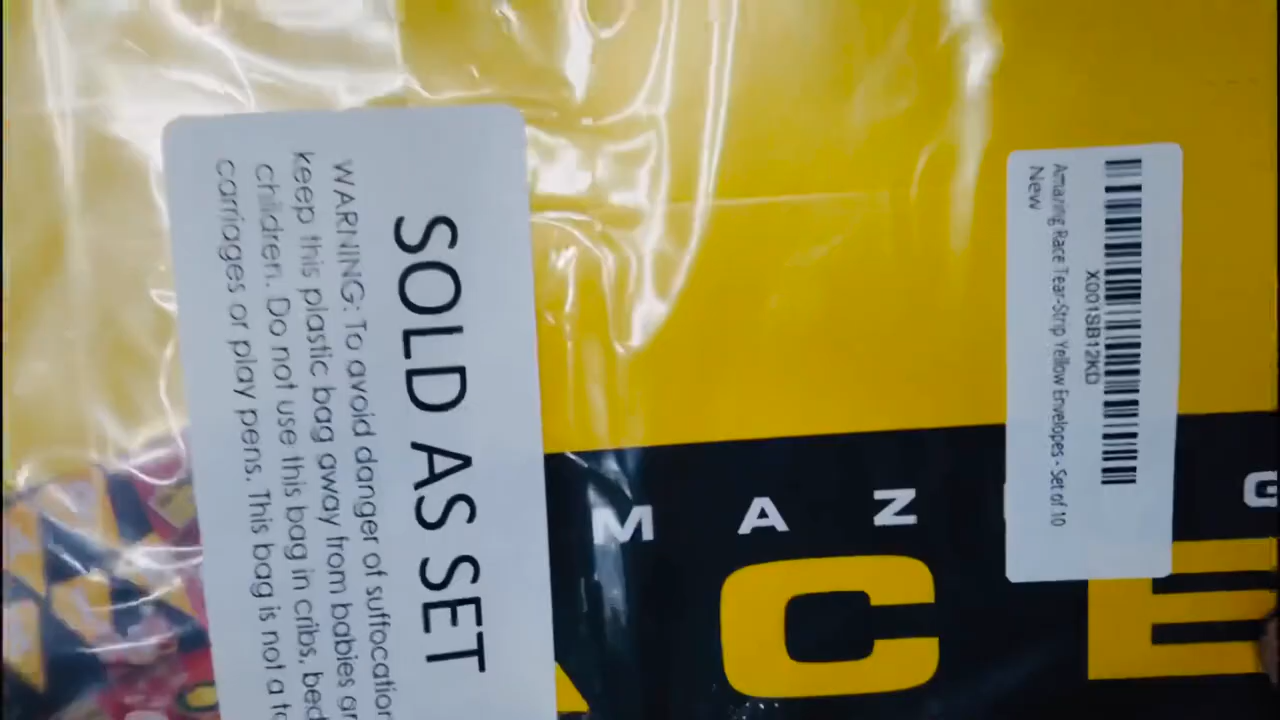 SOLD AS SET
WARNING: To avoid danger of suffocation
keep this plastic bag away from babies
children. Do not use this bag in cribs,
carriages or play pens. This bag is not a
X001SB12KD
Amazing Race Tear-Strip Yellow Envelopes - Set of 10
New
M A Z G
C E